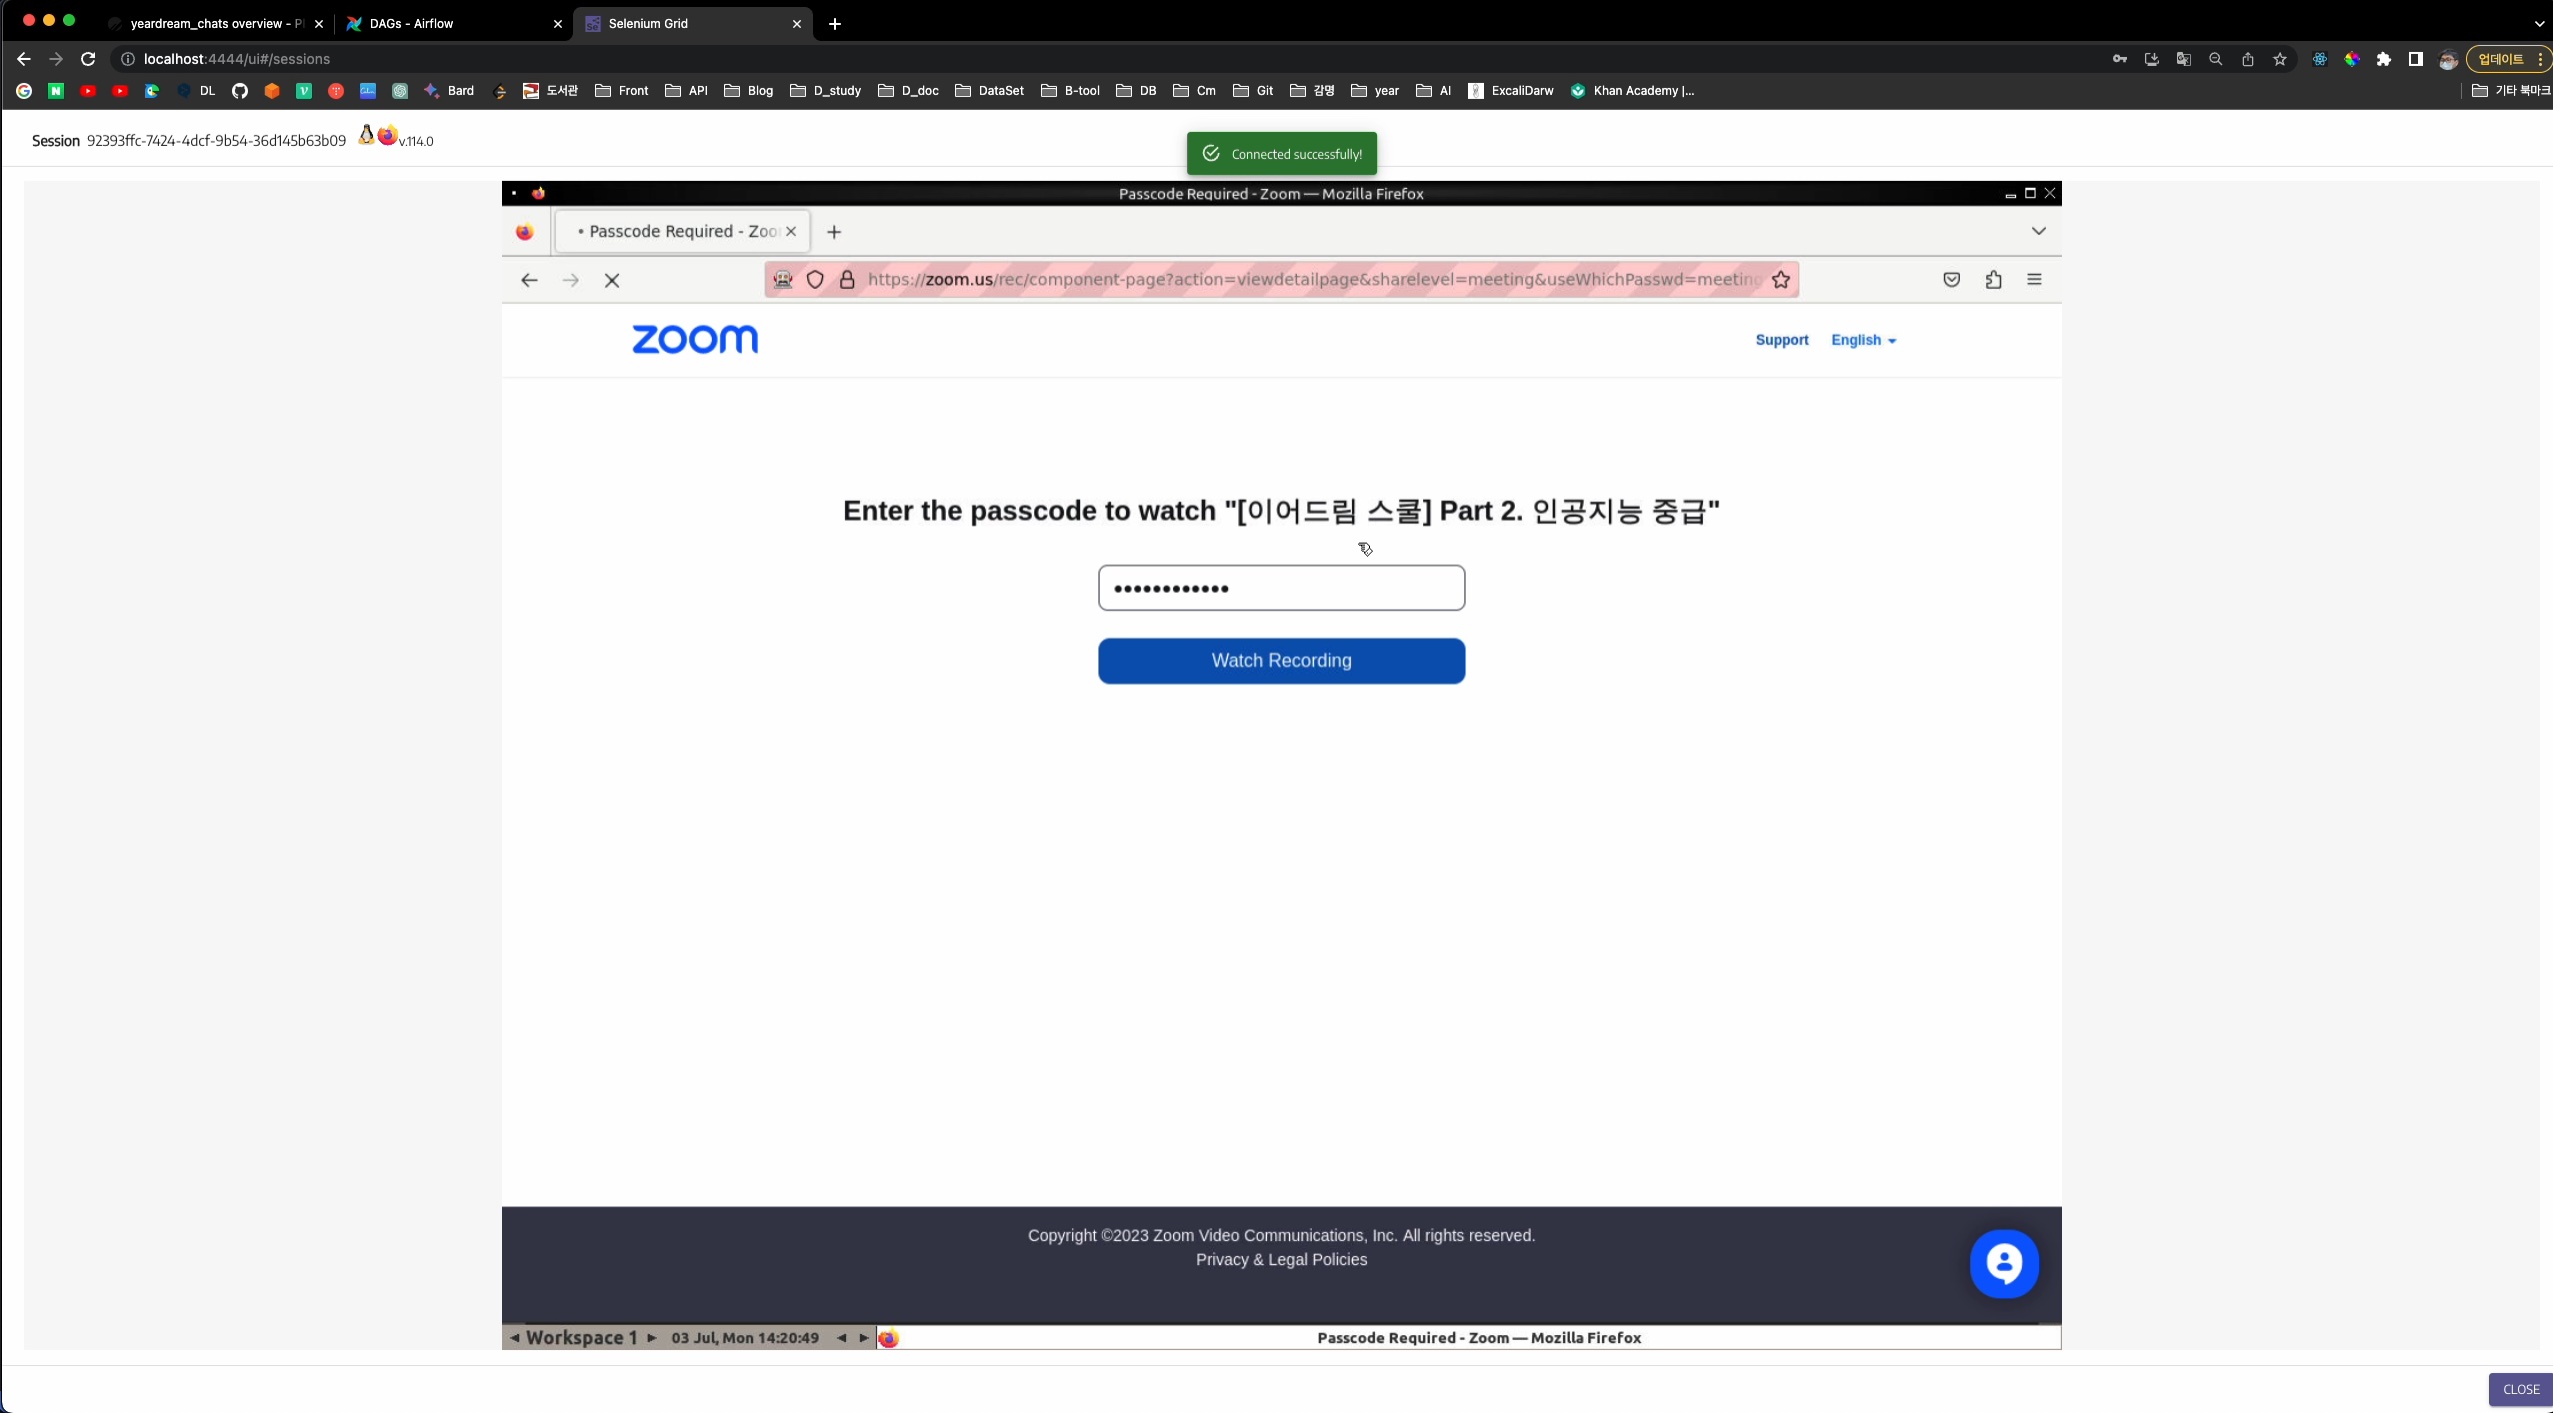 yeardream_chats overview - P
DAGs - Airflow
Selenium Grid
localhost:4444/ui#/sessions
업데이트
DL
Bard
도서관
Front
API
Blog
D_study
D_doc
DataSet
B-tool
DB
Cm
Git
감명
year
AI
ExcaliDarw
Khan Academy |...
기타 북마크
Session 92393ffc-7424-4dcf-9b54-36d145b63b09 v.114.0
Connected successfully!
Passcode Required - Zoom — Mozilla Firefox
Passcode Required - Zoo
https://zoom.us/rec/component-page?action=viewdetailpage&sharelevel=meeting&useWhichPasswd=meeting
zoom
Support
English
Enter the passcode to watch "[이어드림 스쿨] Part 2. 인공지능 중급"
••••••••••••
Watch Recording
Copyright ©2023 Zoom Video Communications, Inc. All rights reserved.
Privacy & Legal Policies
Workspace 1
03 Jul, Mon 14:20:49
Passcode Required - Zoom — Mozilla Firefox
CLOSE